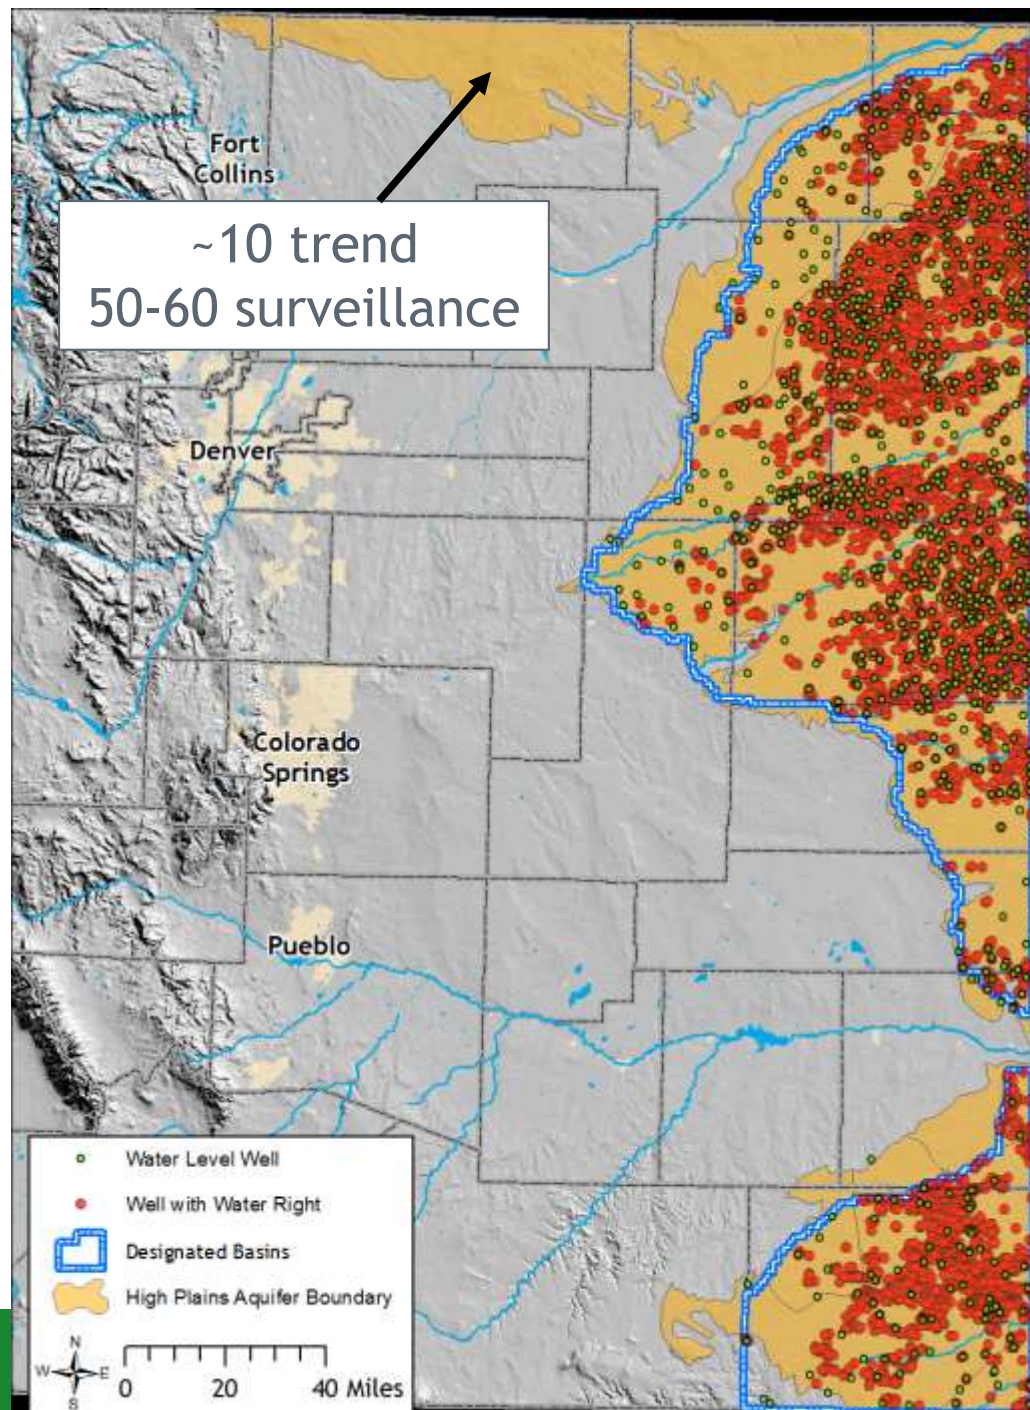 Fort
Collins
~10 trend
50-60 surveillance
Denver
Colorado
Springs
Pueblo
Water Level Well
Well with Water Right
Designated Basins
High Plains Aquifer Boundary
N
W E
S
0 20 40 Miles